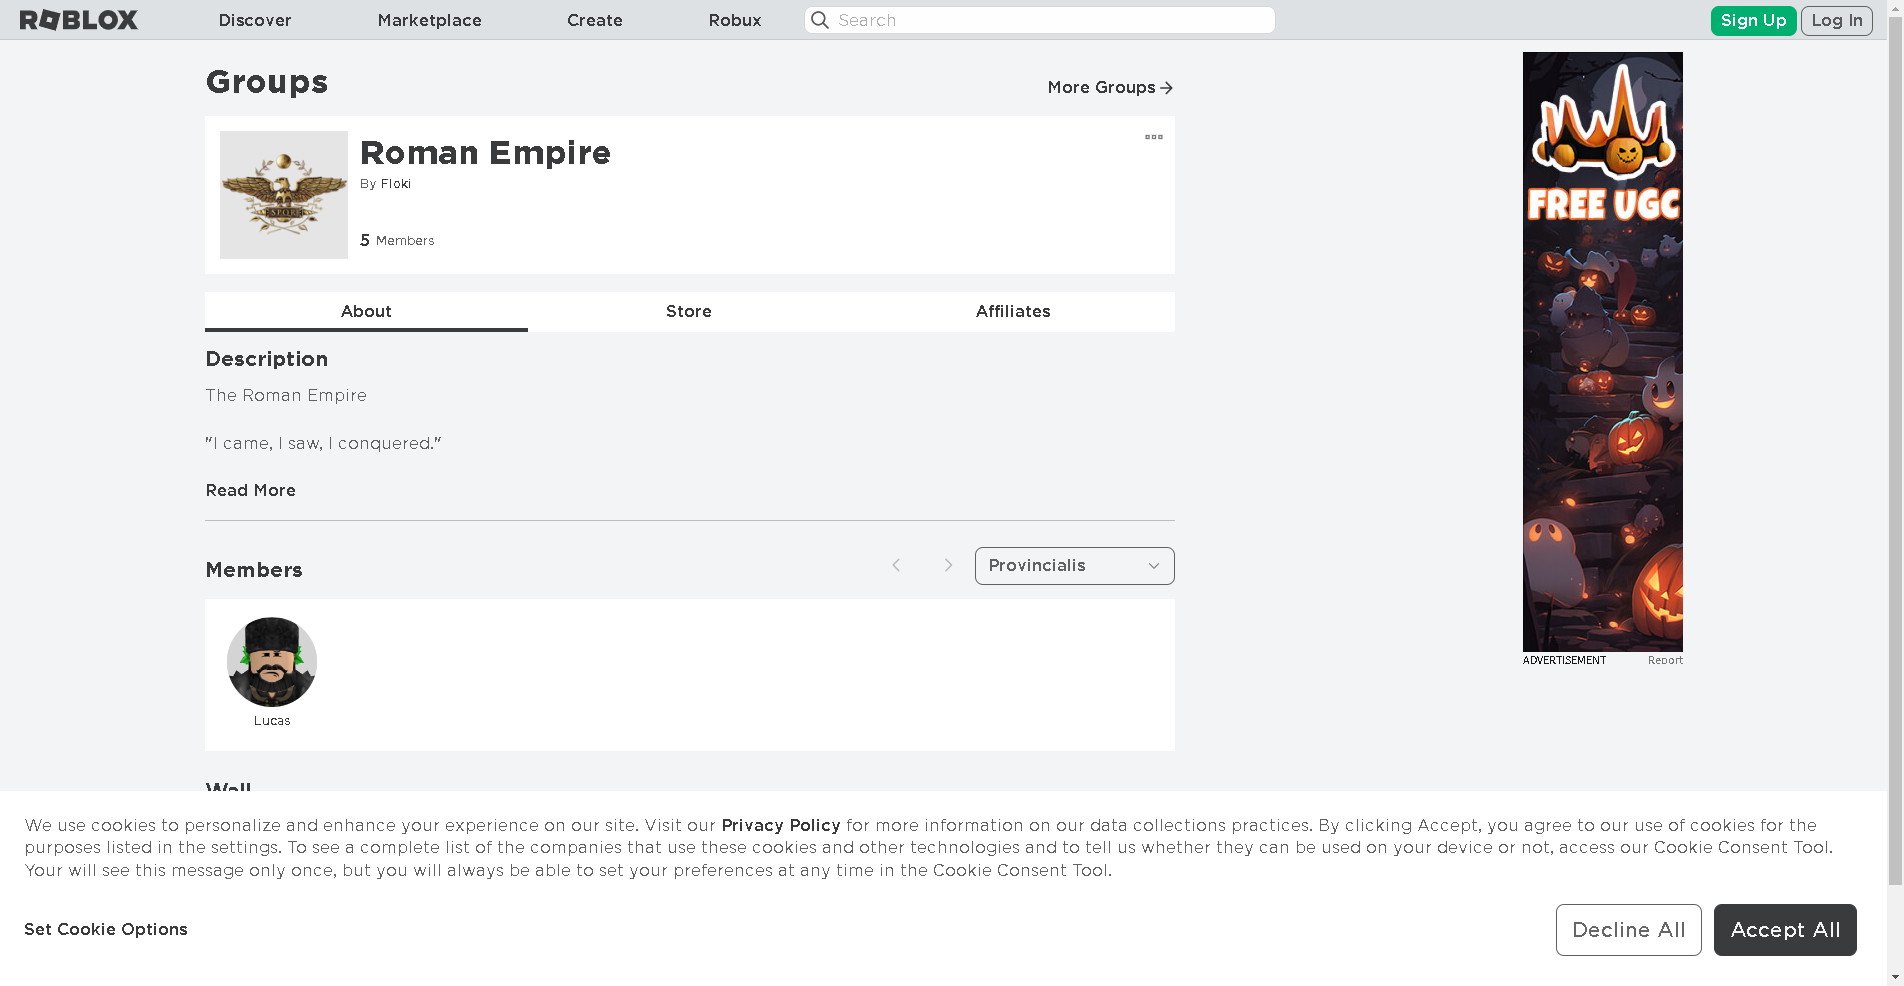 ROBLOX
Discover
Marketplace
Create
Robux
Search
Sign Up
Log In
Groups
More Groups
Roman Empire
By Floki
5 Members
SPQR
About
Store
Affiliates
Description
The Roman Empire
"I came, I saw, I conquered."
Read More
Members
Provincialis
Lucas
Wall
FREE UGC
ADVERTISEMENT
Report
We use cookies to personalize and enhance your experience on our site. Visit our Privacy Policy for more information on our data collections practices. By clicking Accept, you agree to our use of cookies for the
purposes listed in the settings. To see a complete list of the companies that use these cookies and other technologies and to tell us whether they can be used on your device or not, access our Cookie Consent Tool.
Your will see this message only once, but you will always be able to set your preferences at any time in the Cookie Consent Tool.
Set Cookie Options
Decline All
Accept All